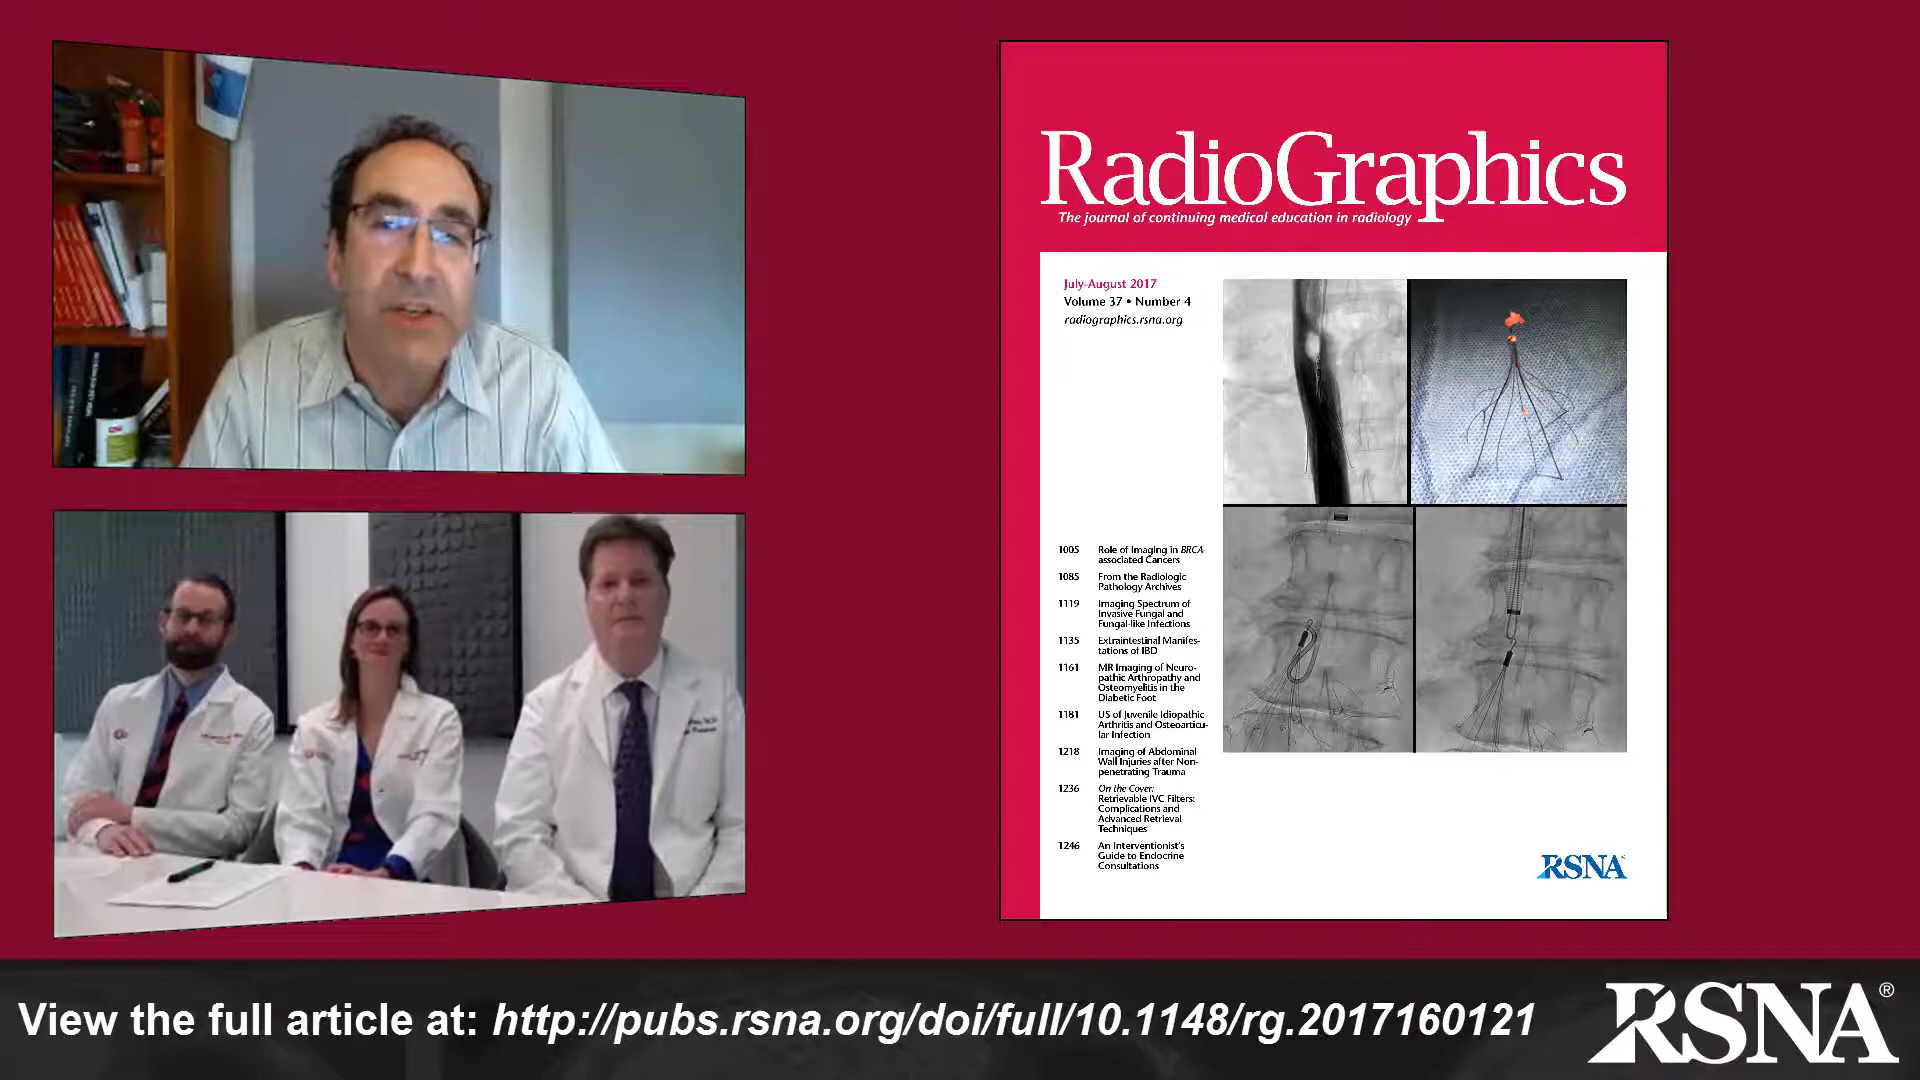 RadioGraphics
The journal of continuing medical education in radiology
July-August 2017
Volume 37 • Number 4
radiographics.rsna.org
1005 Role of Imaging in BRCA-
associated Cancers
1085 From the Radiologic
Pathology Archives
1119 Imaging Spectrum of
Invasive Fungal and
Fungal-like Infections
1135 Extraintestinal Manifes-
tations of IBD
1161 MR Imaging of Neuro-
pathic Arthropathy and
Osteomyelitis in the
Diabetic Foot
1181 US of Juvenile Idiopathic
Arthritis and Osteoarticu-
lar Infection
1218 Imaging of Abdominal
Wall Injuries after Non-
penetrating Trauma
1236 On the Cover:
Retrievable IVC Filters:
Complications and
Advanced Retrieval
Techniques
1246 An Interventionist's
Guide to Endocrine
Consultations
RSNA
View the full article at: http://pubs.rsna.org/doi/full/10.1148/rg.2017160121
RSNA®